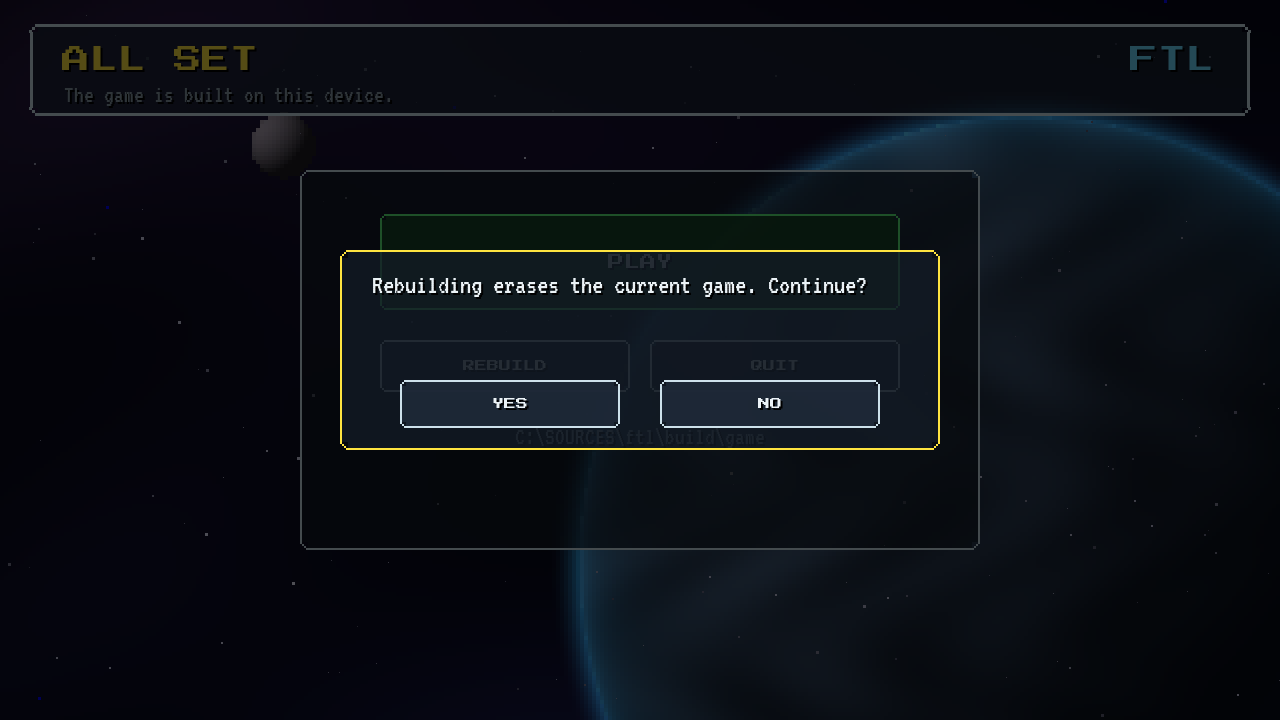 ALL SET
FTL
The game is built on this device.
PLAY
Rebuilding erases the current game. Continue?
REBUILD
QUIT
YES
NO
C:\SOURCES\ftl\build\game